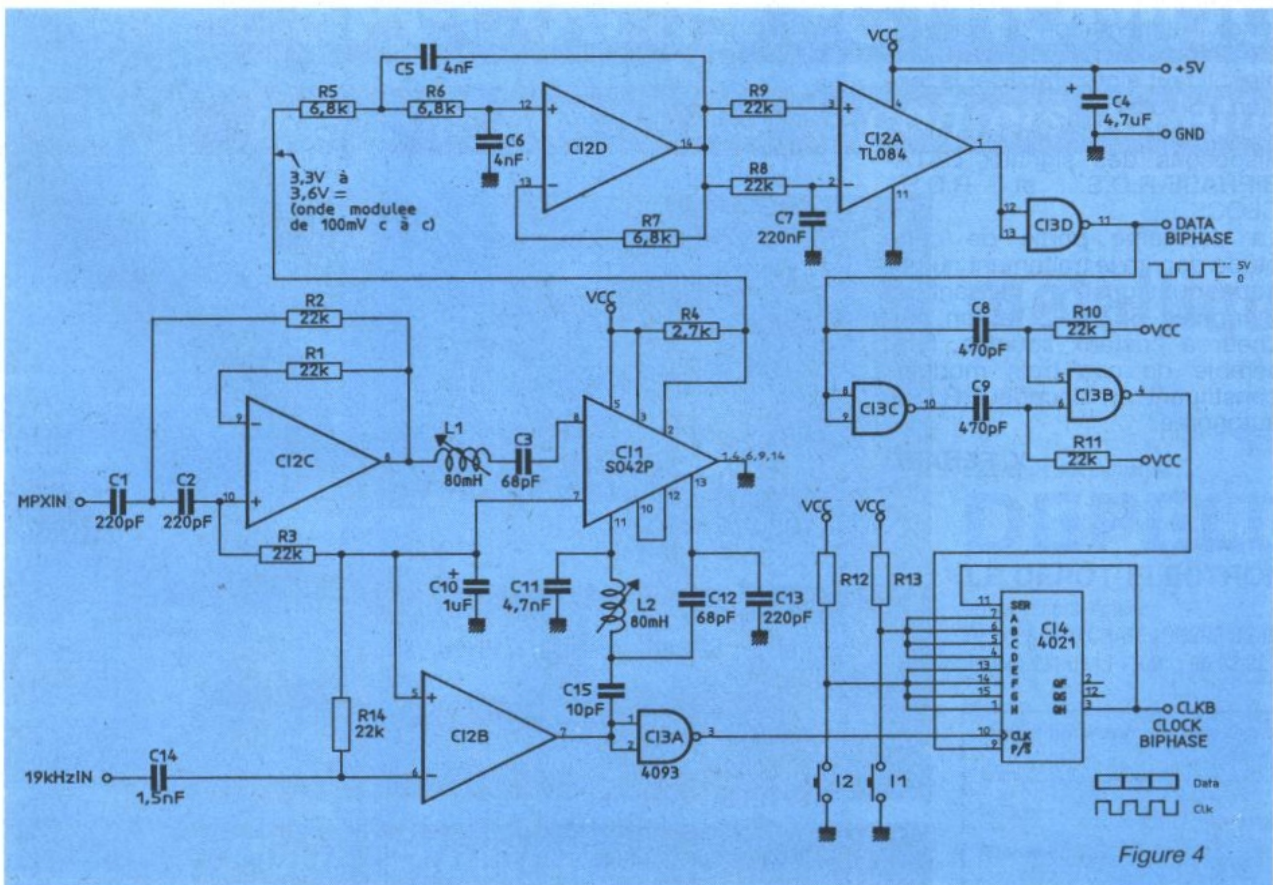 VCC
+5V
C5
4nF
R5
6,8k
R6
6,8k
12
+
CI2D
14
13
-
C6
4nF
R7
6,8k
R9
22k
R8
22k
3
+
2
-
4
CI2A
TL084
1
11
C7
220nF
+
C4
4,7uF
GND
3,3V à
3,6V=
(onde modulee
de 100mV c à c)
12
13
CI3D
11
DATA
BIPHASE
5V
0
VCC
R4
2,7k
R2
22k
R1
22k
9
-
CI2C
8
10
+
L1
80mH
C3
68pF
8
5
3
2
CI1
S042P
1,4,6,9,14
7
11
10
12
13
C8
470pF
R10
22k
VCC
8
9
CI3C
10
C9
470pF
5
6
CI3B
4
R11
22k
VCC
MPXIN
C1
220pF
C2
220pF
R3
22k
+
C10
1uF
C11
4,7nF
L2
80mH
C12
68pF
C13
220pF
VCC
VCC
R12
R13
11
SER
7
A
6
B
5
C
4
D
13
E
14
F
15
G
1
H
10
CLK
9
P/S̅
CI4
4021
QF
2
QG
12
QH
3
CLKB
CLOCK
BIPHASE
R14
22k
5
+
CI2B
7
6
-
C15
10pF
1
2
CI3A
4093
3
19kHzIN
C14
1,5nF
I2
I1
Data
Clk
Figure 4